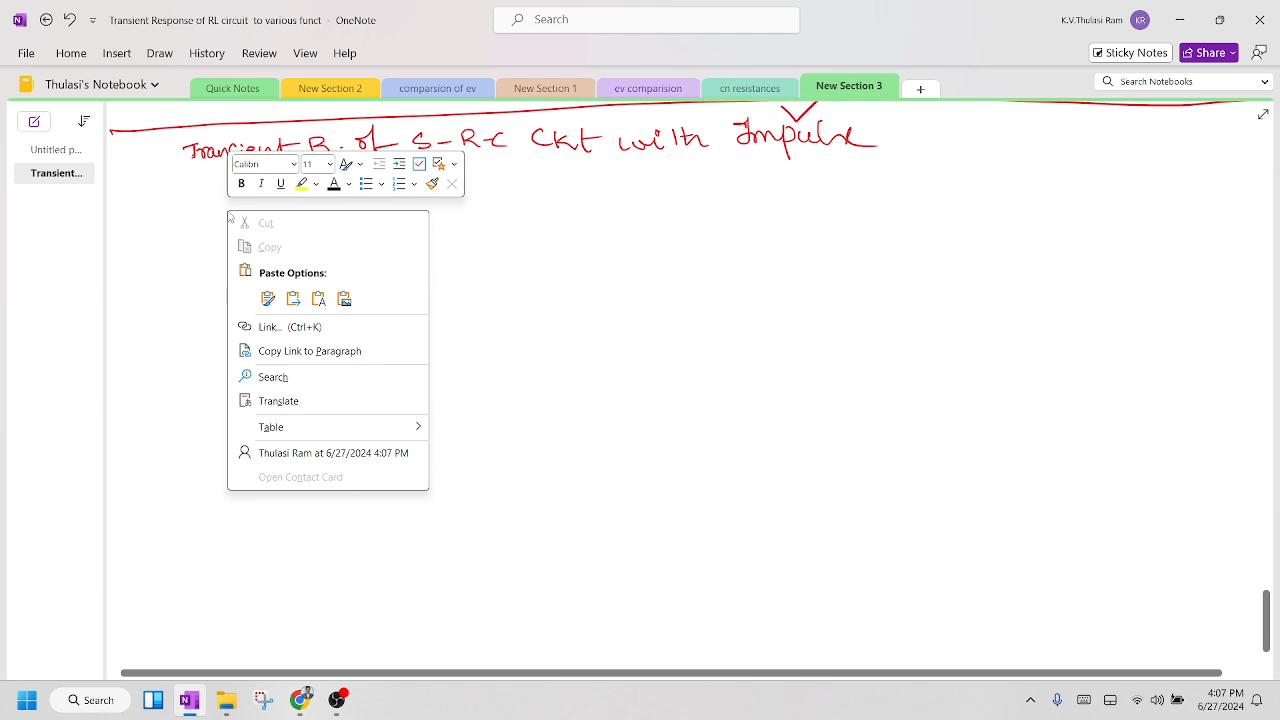 Transient Response of RL circuit to various funct - OneNote
Search
K.V.Thulasi Ram
KR
File Home Insert Draw History Review View Help
Sticky Notes
Share
Thulasi's Notebook
Quick Notes
New Section 2
comparsion of ev
New Section 1
ev comparision
cn resistances
New Section 3
+
Search Notebooks
Untitled p...
Transient...
Transient R. of S-R-C Ckt with Impulse
Calibri 11
B I U A
Cut
Copy
Paste Options:
Link... (Ctrl+K)
Copy Link to Paragraph
Search
Translate
Table
Thulasi Ram at 6/27/2024 4:07 PM
Open Contact Card
Search
4:07 PM
6/27/2024